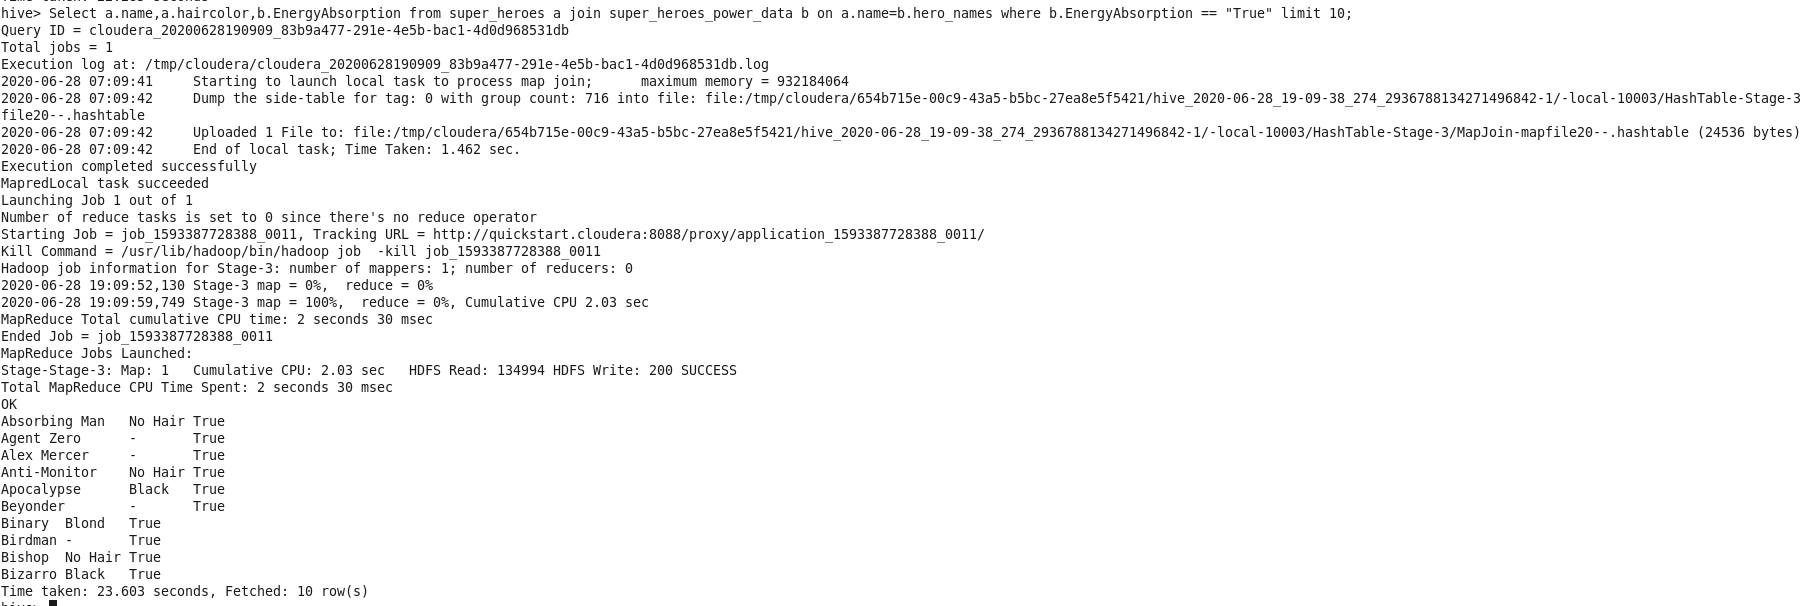 hive> Select a.name,a.haircolor,b.EnergyAbsorption from super_heroes a join super_heroes_power_data b on a.name=b.hero_names where b.EnergyAbsorption == "True" limit 10;
Query ID = cloudera_20200628190909_83b9a477-291e-4e5b-bac1-4d0d968531db
Total jobs = 1
Execution log at: /tmp/cloudera/cloudera_20200628190909_83b9a477-291e-4e5b-bac1-4d0d968531db.log
2020-06-28 07:09:41     Starting to launch local task to process map join;      maximum memory = 932184064
2020-06-28 07:09:42     Dump the side-table for tag: 0 with group count: 716 into file: file:/tmp/cloudera/654b715e-00c9-43a5-b5bc-27ea8e5f5421/hive_2020-06-28_19-09-38_274_2936788134271496842-1/-local-10003/HashTable-Stage-3
file20--.hashtable
2020-06-28 07:09:42     Uploaded 1 File to: file:/tmp/cloudera/654b715e-00c9-43a5-b5bc-27ea8e5f5421/hive_2020-06-28_19-09-38_274_2936788134271496842-1/-local-10003/HashTable-Stage-3/MapJoin-mapfile20--.hashtable (24536 bytes)
2020-06-28 07:09:42     End of local task; Time Taken: 1.462 sec.
Execution completed successfully
MapredLocal task succeeded
Launching Job 1 out of 1
Number of reduce tasks is set to 0 since there's no reduce operator
Starting Job = job_1593387728388_0011, Tracking URL = http://quickstart.cloudera:8088/proxy/application_1593387728388_0011/
Kill Command = /usr/lib/hadoop/bin/hadoop job  -kill job_1593387728388_0011
Hadoop job information for Stage-3: number of mappers: 1; number of reducers: 0
2020-06-28 19:09:52,130 Stage-3 map = 0%,  reduce = 0%
2020-06-28 19:09:59,749 Stage-3 map = 100%,  reduce = 0%, Cumulative CPU 2.03 sec
MapReduce Total cumulative CPU time: 2 seconds 30 msec
Ended Job = job_1593387728388_0011
MapReduce Jobs Launched:
Stage-Stage-3: Map: 1   Cumulative CPU: 2.03 sec   HDFS Read: 134994 HDFS Write: 200 SUCCESS
Total MapReduce CPU Time Spent: 2 seconds 30 msec
OK
Absorbing Man   No Hair True
Agent Zero      -       True
Alex Mercer     -       True
Anti-Monitor    No Hair True
Apocalypse      Black   True
Beyonder        -       True
Binary  Blond   True
Birdman -       True
Bishop  No Hair True
Bizarro Black   True
Time taken: 23.603 seconds, Fetched: 10 row(s)